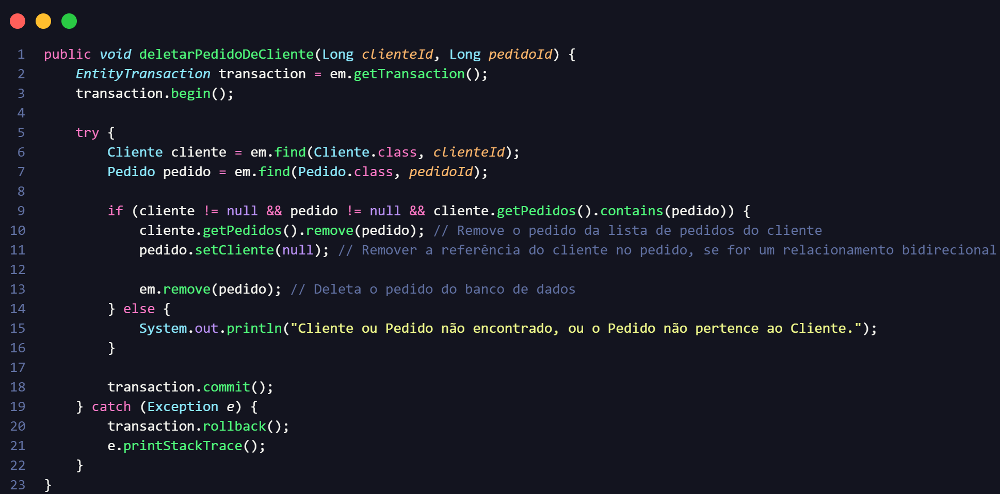 1 public void deletarPedidoDeCliente(Long clienteId, Long pedidoId) {
2     EntityTransaction transaction = em.getTransaction();
3     transaction.begin();
4
5     try {
6         Cliente cliente = em.find(Cliente.class, clienteId);
7         Pedido pedido = em.find(Pedido.class, pedidoId);
8
9         if (cliente != null && pedido != null && cliente.getPedidos().contains(pedido)) {
10             cliente.getPedidos().remove(pedido); // Remove o pedido da lista de pedidos do cliente
11             pedido.setCliente(null); // Remover a referência do cliente no pedido, se for um relacionamento bidirecional
12
13             em.remove(pedido); // Deleta o pedido do banco de dados
14         } else {
15             System.out.println("Cliente ou Pedido não encontrado, ou o Pedido não pertence ao Cliente.");
16         }
17
18         transaction.commit();
19     } catch (Exception e) {
20         transaction.rollback();
21         e.printStackTrace();
22     }
23 }